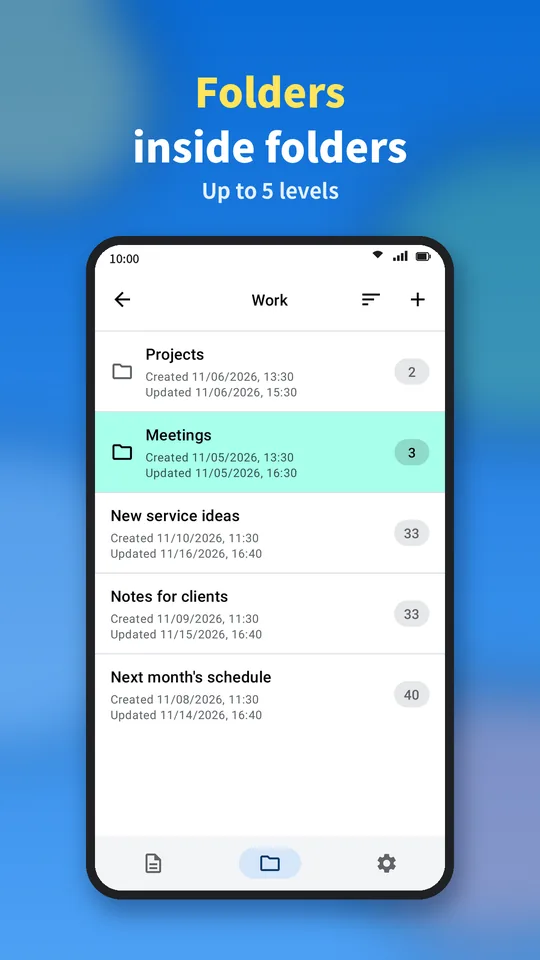 Folders
inside folders
Up to 5 levels
10:00
Work
Projects
Created 11/06/2026, 13:30
Updated 11/06/2026, 15:30
2
Meetings
Created 11/05/2026, 13:30
Updated 11/05/2026, 16:30
3
New service ideas
Created 11/10/2026, 11:30
Updated 11/16/2026, 16:40
33
Notes for clients
Created 11/09/2026, 11:30
Updated 11/15/2026, 16:40
33
Next month's schedule
Created 11/08/2026, 11:30
Updated 11/14/2026, 16:40
40